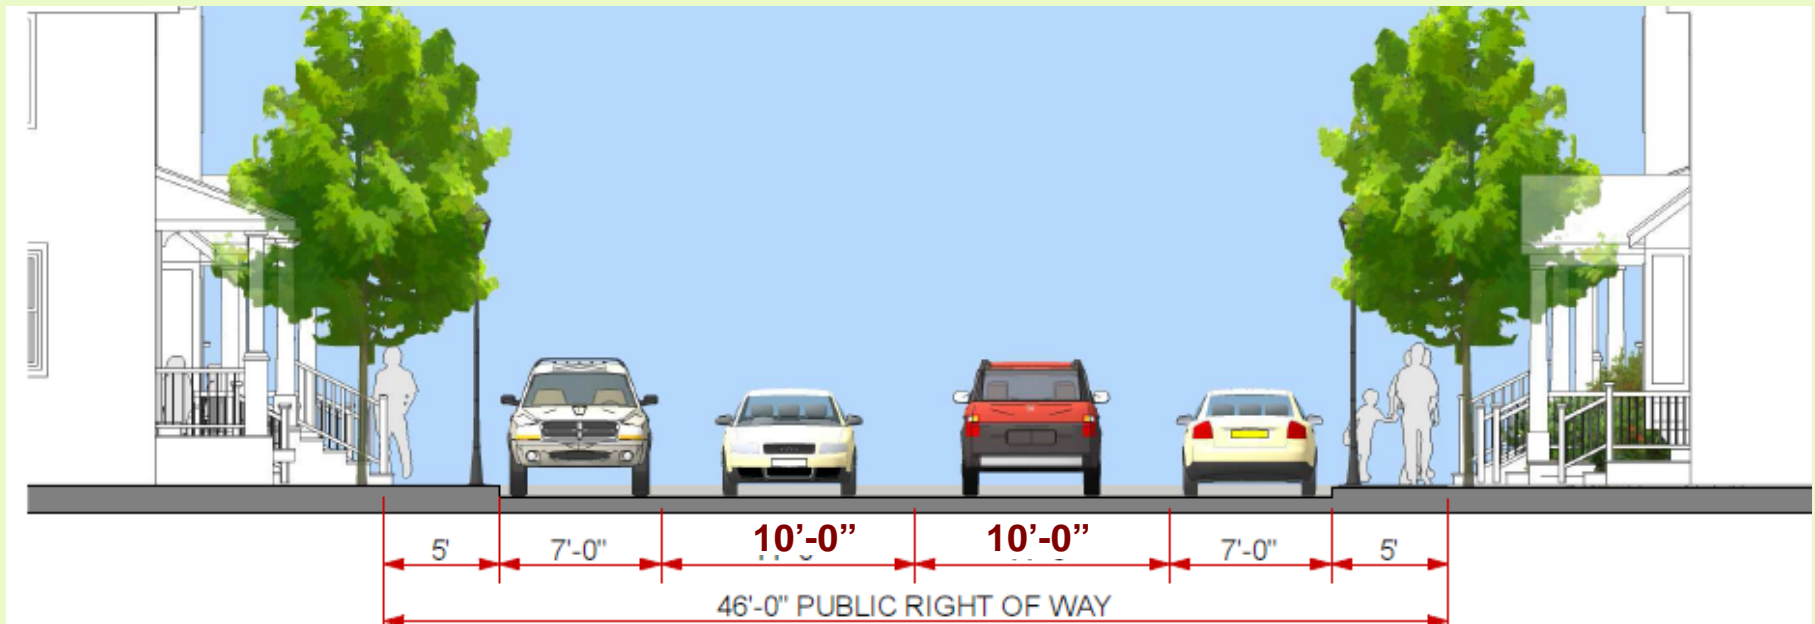 5' 7'-0" 10’-0” 10’-0” 7'-0" 5'
46'-0" PUBLIC RIGHT OF WAY